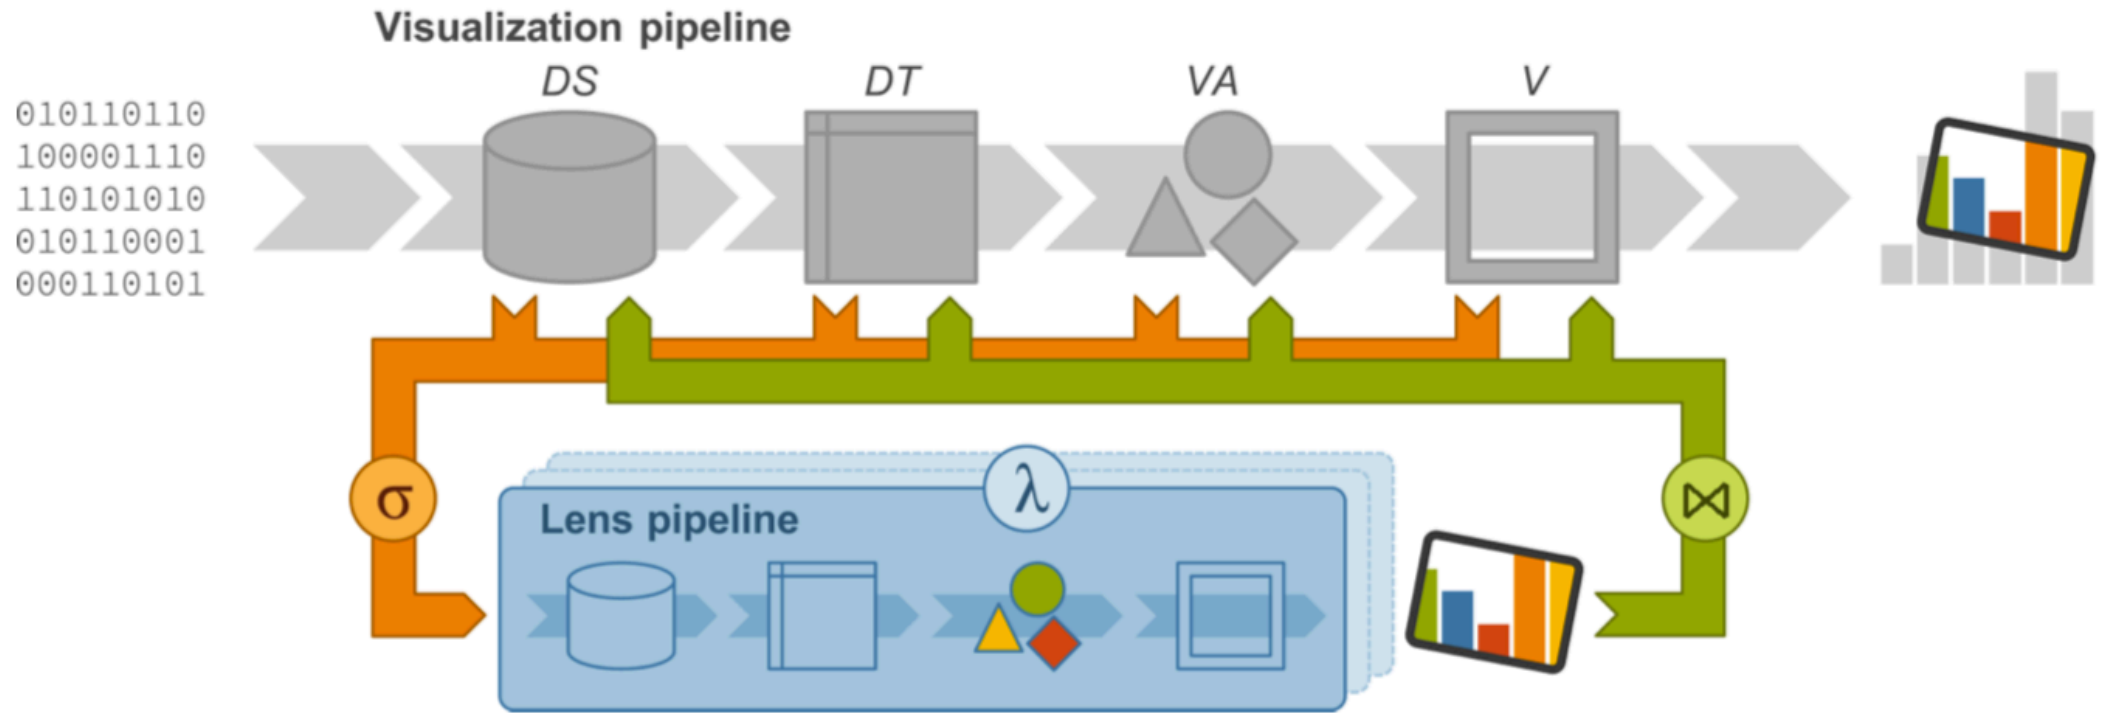 Visualization pipeline
DS DT VA V
010110110
100001110
110101010
010110001
000110101
σ
λ
⋈
Lens pipeline